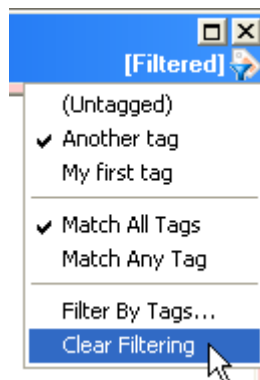 [Filtered]
(Untagged)
Another tag
My first tag
Match All Tags
Match Any Tag
Filter By Tags...
Clear Filtering